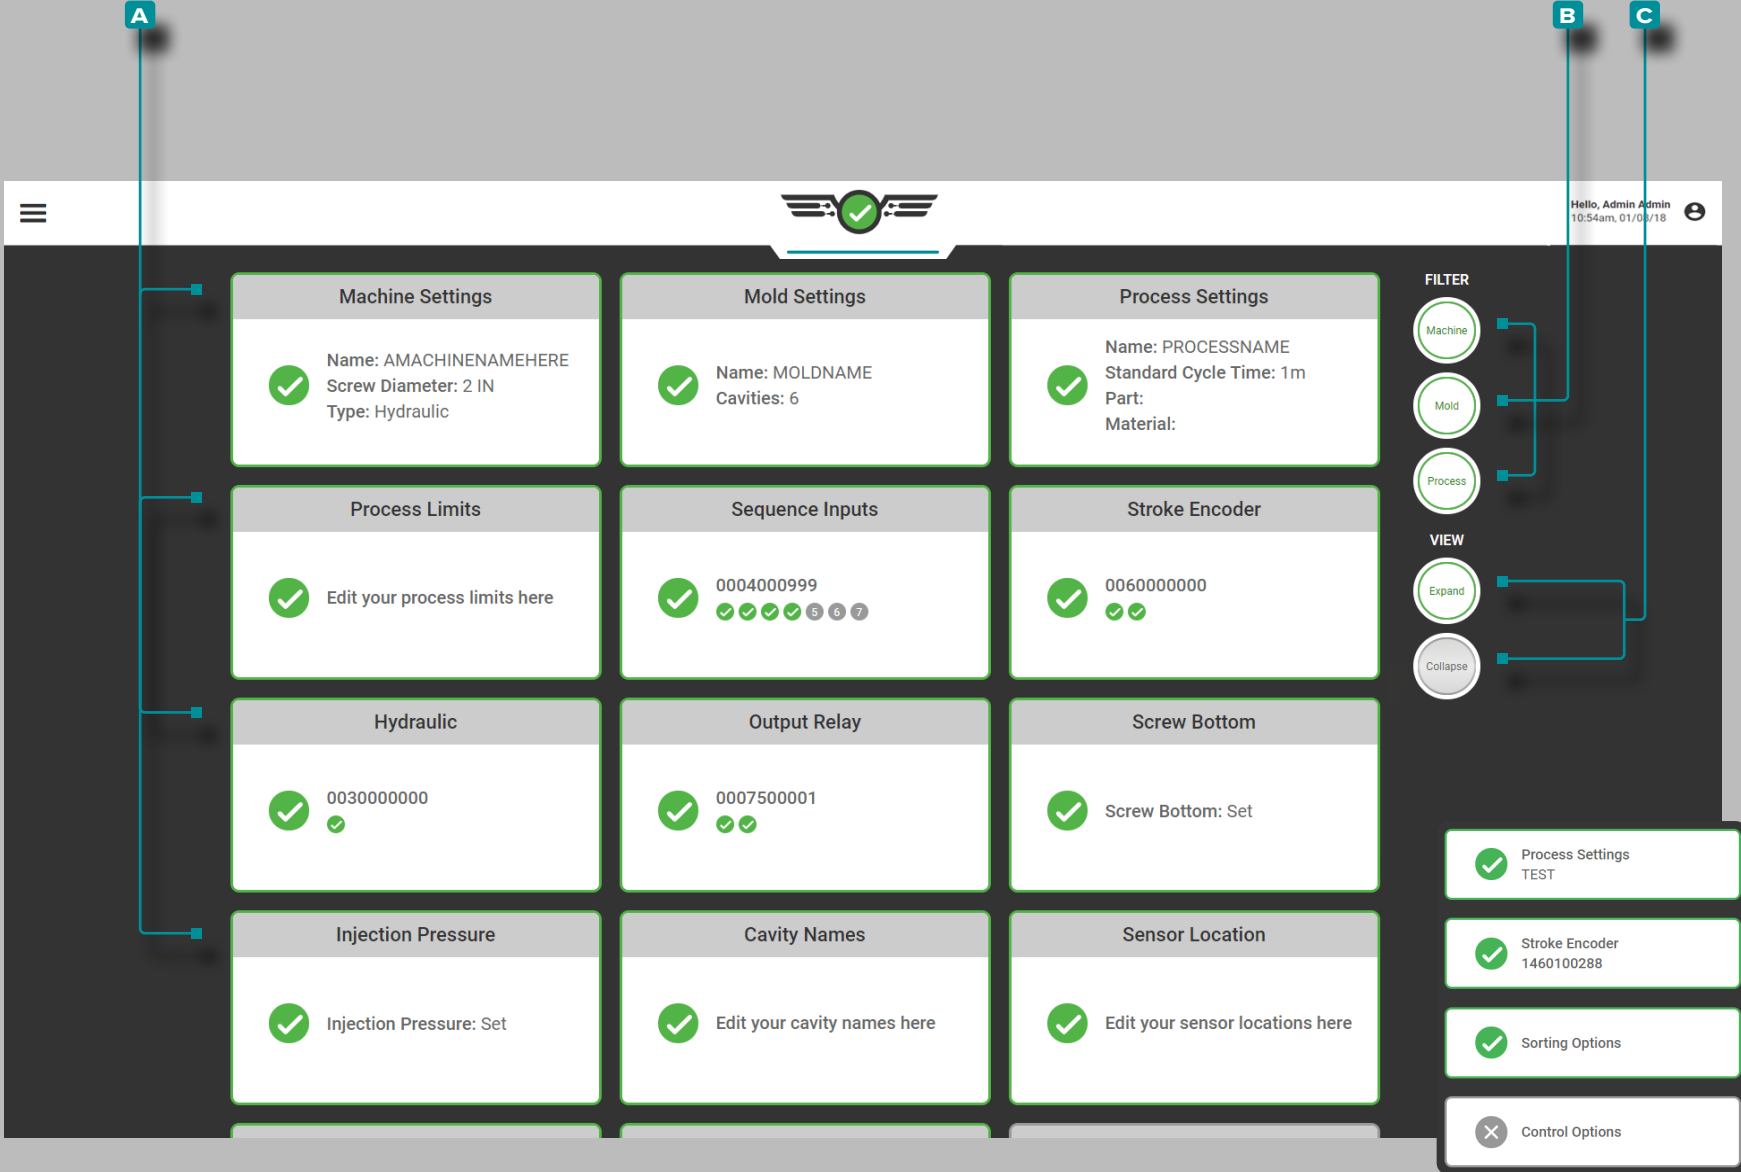 A
B
C
Hello, Admin Admin
10:54am, 01/08/18
Machine Settings
Name: AMACHINENAMEHERE
Screw Diameter: 2 IN
Type: Hydraulic
Mold Settings
Name: MOLDNAME
Cavities: 6
Process Settings
Name: PROCESSNAME
Standard Cycle Time: 1m
Part:
Material:
FILTER
Machine
Mold
Process
VIEW
Expand
Collapse
Process Limits
Edit your process limits here
Sequence Inputs
0004000999
5 6 7
Stroke Encoder
0060000000
Hydraulic
0030000000
Output Relay
0007500001
Screw Bottom
Screw Bottom: Set
Injection Pressure
Injection Pressure: Set
Cavity Names
Edit your cavity names here
Sensor Location
Edit your sensor locations here
Process Settings
TEST
Stroke Encoder
1460100288
Sorting Options
Control Options